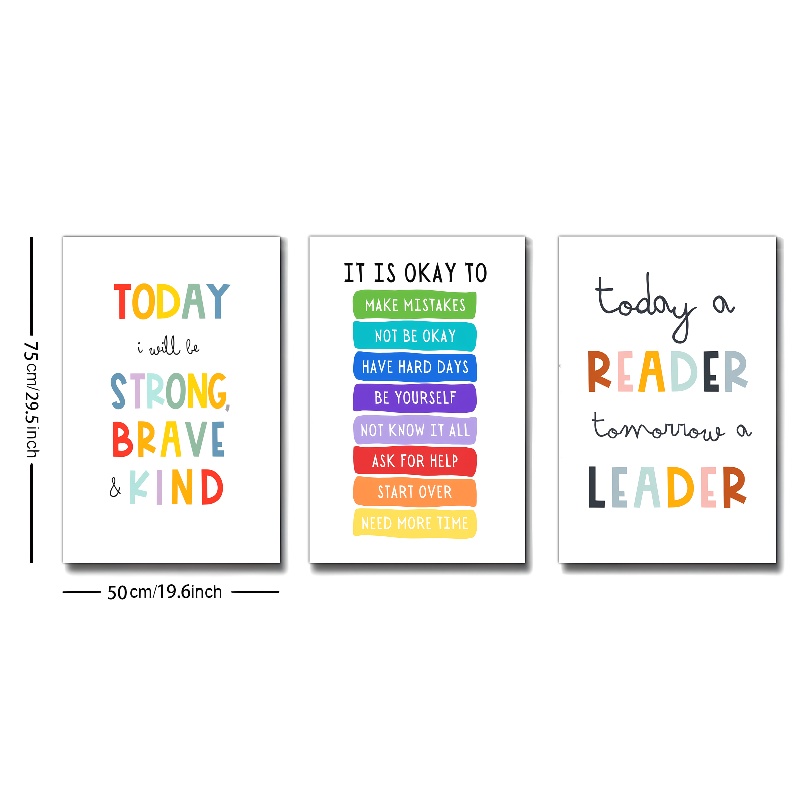 75cm/29.5inch
50cm/19.6inch
TODAY
i will be
STRONG,
BRAVE
& KIND
IT IS OKAY TO
MAKE MISTAKES
NOT BE OKAY
HAVE HARD DAYS
BE YOURSELF
NOT KNOW IT ALL
ASK FOR HELP
START OVER
NEED MORE TIME
today a
READER
tomorrow a
LEADER